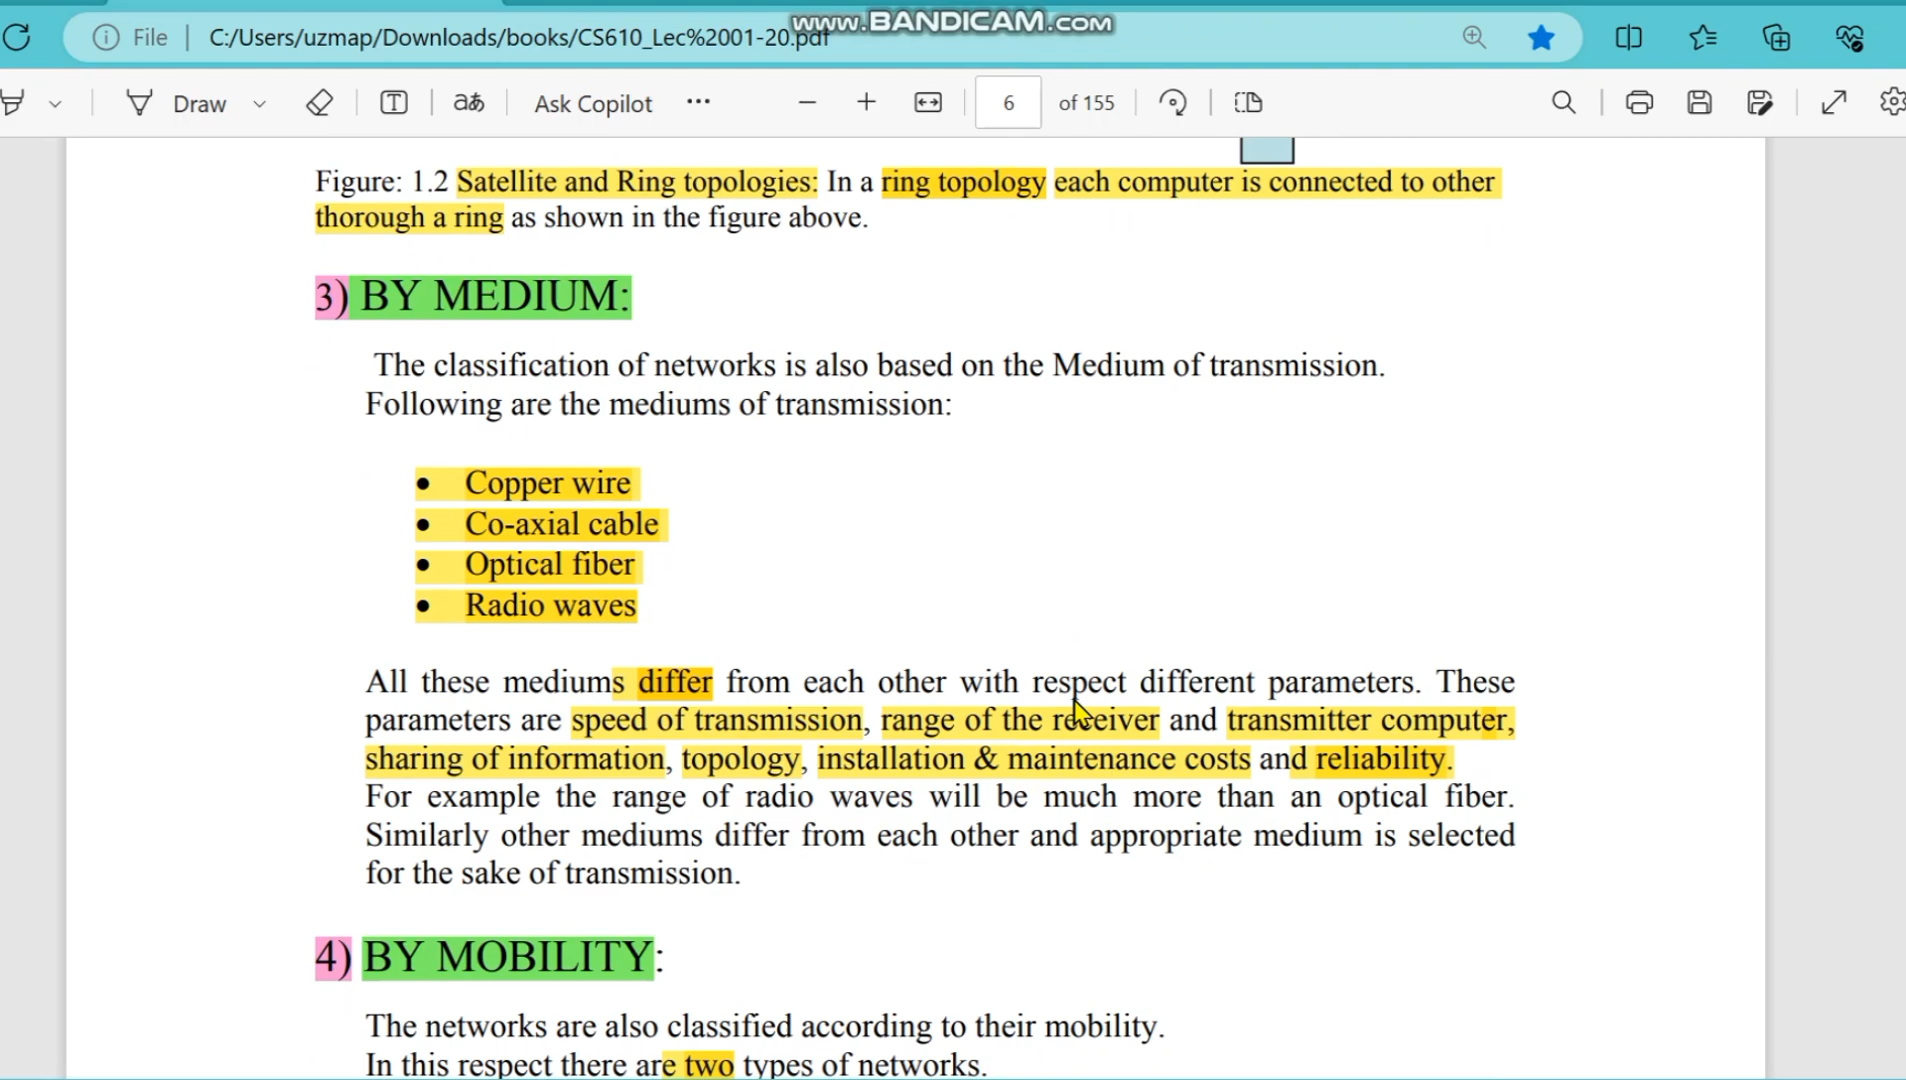 www.BANDICAM.com
File | C:/Users/uzmap/Downloads/books/CS610_Lec%2001-20.pdf
Draw aあ Ask Copilot ... 6 of 155
Figure: 1.2 Satellite and Ring topologies: In a ring topology each computer is connected to other
thorough a ring as shown in the figure above.
3) BY MEDIUM:
The classification of networks is also based on the Medium of transmission.
Following are the mediums of transmission:
• Copper wire
• Co-axial cable
• Optical fiber
• Radio waves
All these mediums differ from each other with respect different parameters. These
parameters are speed of transmission, range of the receiver and transmitter computer,
sharing of information, topology, installation & maintenance costs and reliability.
For example the range of radio waves will be much more than an optical fiber.
Similarly other mediums differ from each other and appropriate medium is selected
for the sake of transmission.
4) BY MOBILITY:
The networks are also classified according to their mobility.
In this respect there are two types of networks.